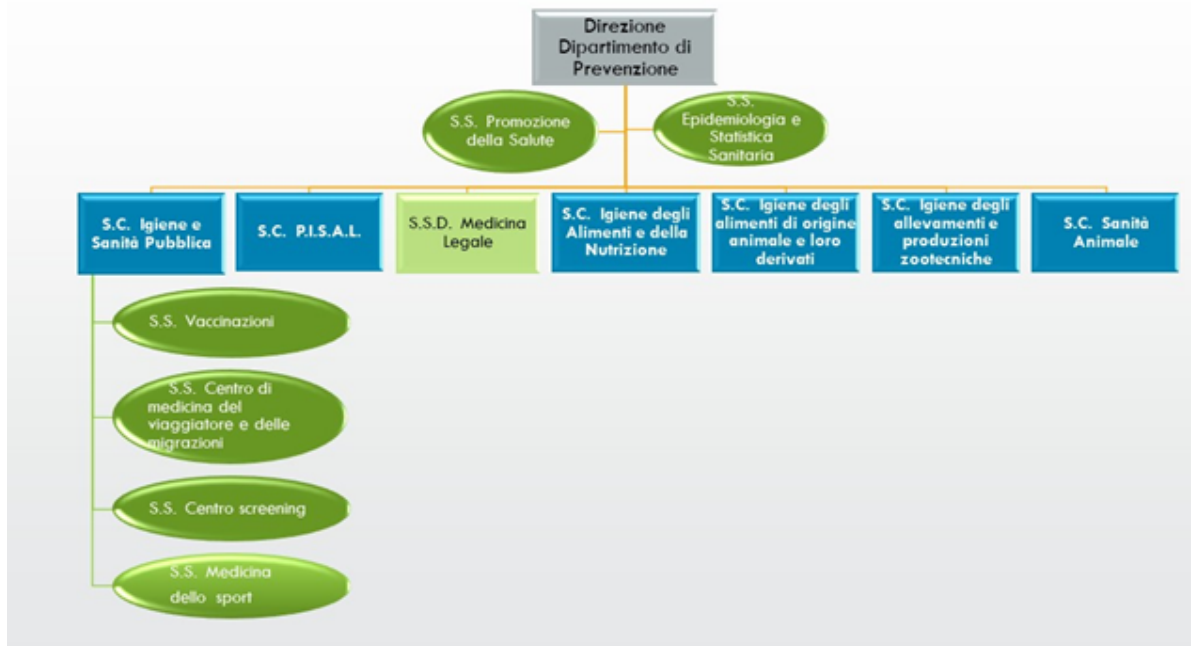 Direzione
Dipartimento di
Prevenzione
S.S. Promozione
della Salute
S.S.
Epidemiologia e
Statistica
Sanitaria
S.C. Igiene e
Sanità Pubblica
S.C. P.I.S.A.L.
S.S.D. Medicina
Legale
S.C. Igiene degli
Alimenti e della
Nutrizione
S.C. Igiene degli
alimenti di origine
animale e loro
derivati
S.C. Igiene degli
allevamenti e
produzioni
zootecniche
S.C. Sanità
Animale
S.S. Vaccinazioni
S.S. Centro di
medicina del
viaggiatore e delle
migrazioni
S.S. Centro screening
S.S. Medicina
dello sport